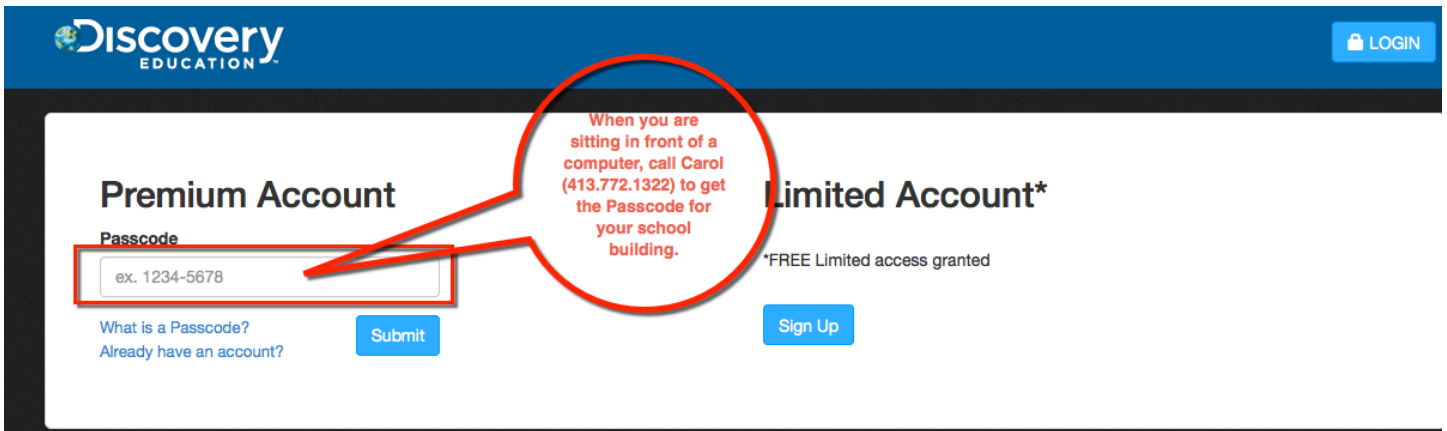 DISCOVERY
EDUCATION
LOGIN
When you are
sitting in front of a
computer, call Carol
(413.772.1322) to get
the Passcode for
your school
building.
Premium Account
Passcode
ex. 1234-5678
What is a Passcode?
Already have an account?
Submit
Limited Account*
*FREE Limited access granted
Sign Up